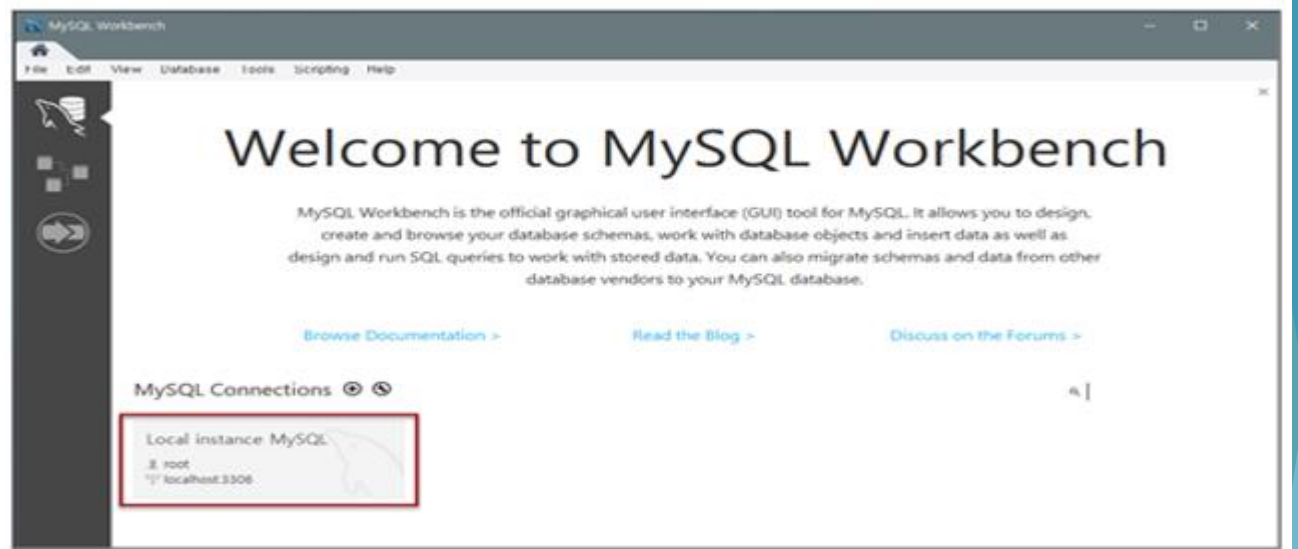 MySQL Workbench
File Edit View Database Tools Scripting Help
Welcome to MySQL Workbench
MySQL Workbench is the official graphical user interface (GUI) tool for MySQL. It allows you to design,
create and browse your database schemas, work with database objects and insert data as well as
design and run SQL queries to work with stored data. You can also migrate schemas and data from other
database vendors to your MySQL database.
Browse Documentation >
Read the Blog >
Discuss on the Forums >
MySQL Connections
Local instance MySQL
root
localhost:3306